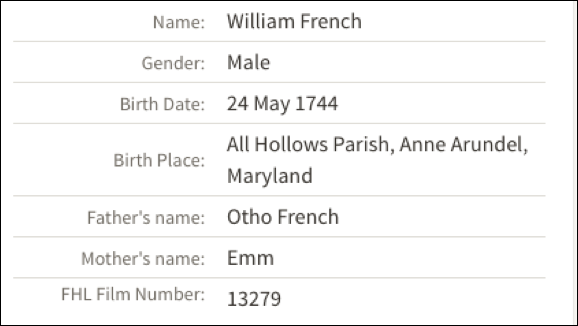 Name: William French
Gender: Male
Birth Date: 24 May 1744
Birth Place: All Hollows Parish, Anne Arundel,
Maryland
Father's name: Otho French
Mother's name: Emm
FHL Film Number: 13279